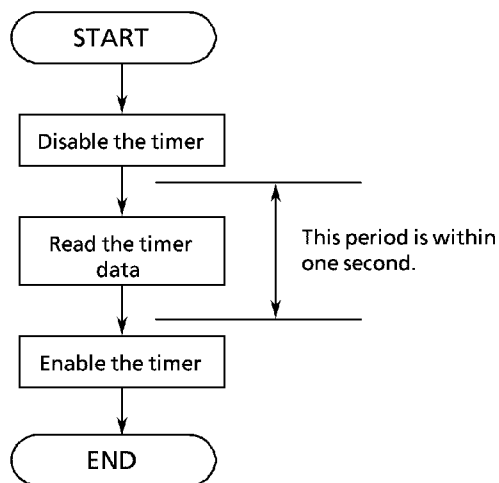 START
Disable the timer
Read the timer
data
This period is within
one second.
Enable the timer
END